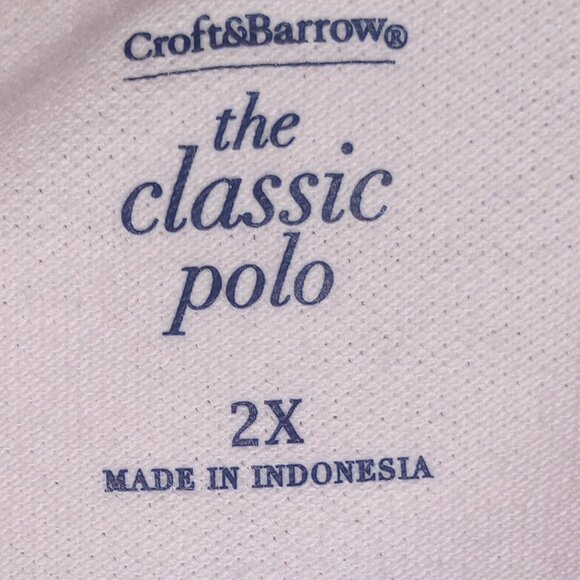 Croft&Barrow®
the
classic
polo
2X
MADE IN INDONESIA